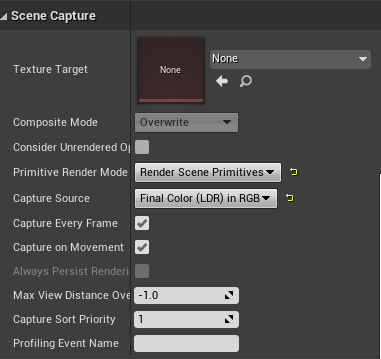 Scene Capture
Texture Target
None
None
Composite Mode
Overwrite
Consider Unrendered Op
Primitive Render Mode
Render Scene Primitives
Capture Source
Final Color (LDR) in RGB
Capture Every Frame
Capture on Movement
Always Persist Renderin
Max View Distance Ove
-1.0
Capture Sort Priority
1
Profiling Event Name